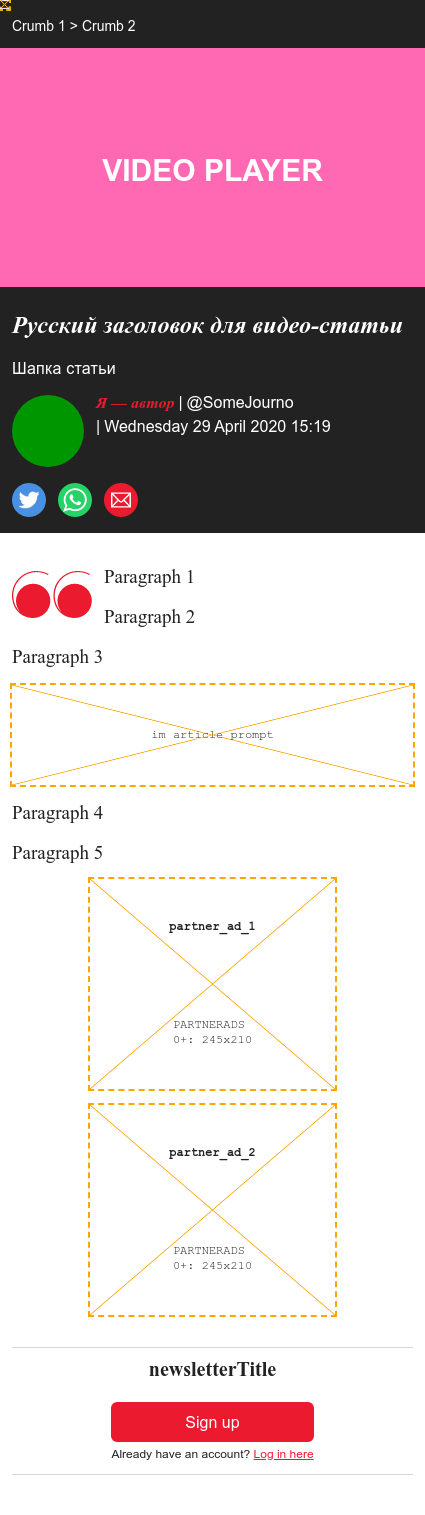 Crumb 1 > Crumb 2
VIDEO PLAYER
Русский заголовок для видео-статьи
Шапка статьи
Я — автор | @SomeJourno
| Wednesday 29 April 2020 15:19
Paragraph 1
Paragraph 2
Paragraph 3
im article prompt
Paragraph 4
Paragraph 5
partner_ad_1
PARTNERADS
0+: 245x210
partner_ad_2
PARTNERADS
0+: 245x210
newsletterTitle
Sign up
Already have an account? Log in here